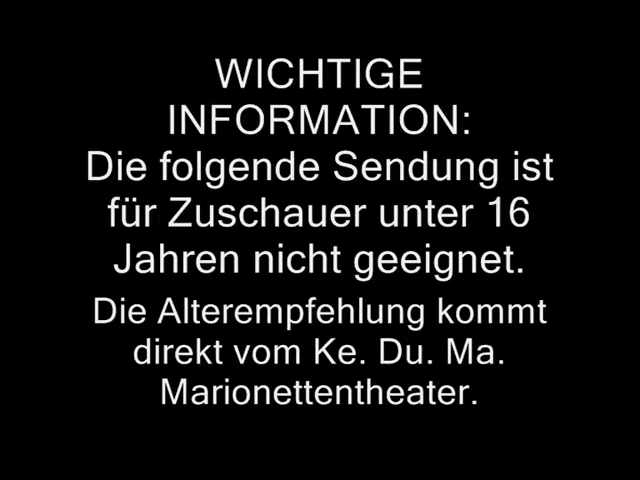 WICHTIGE
INFORMATION:
Die folgende Sendung ist
für Zuschauer unter 16
Jahren nicht geeignet.
Die Alterempfehlung kommt
direkt vom Ke. Du. Ma.
Marionettentheater.